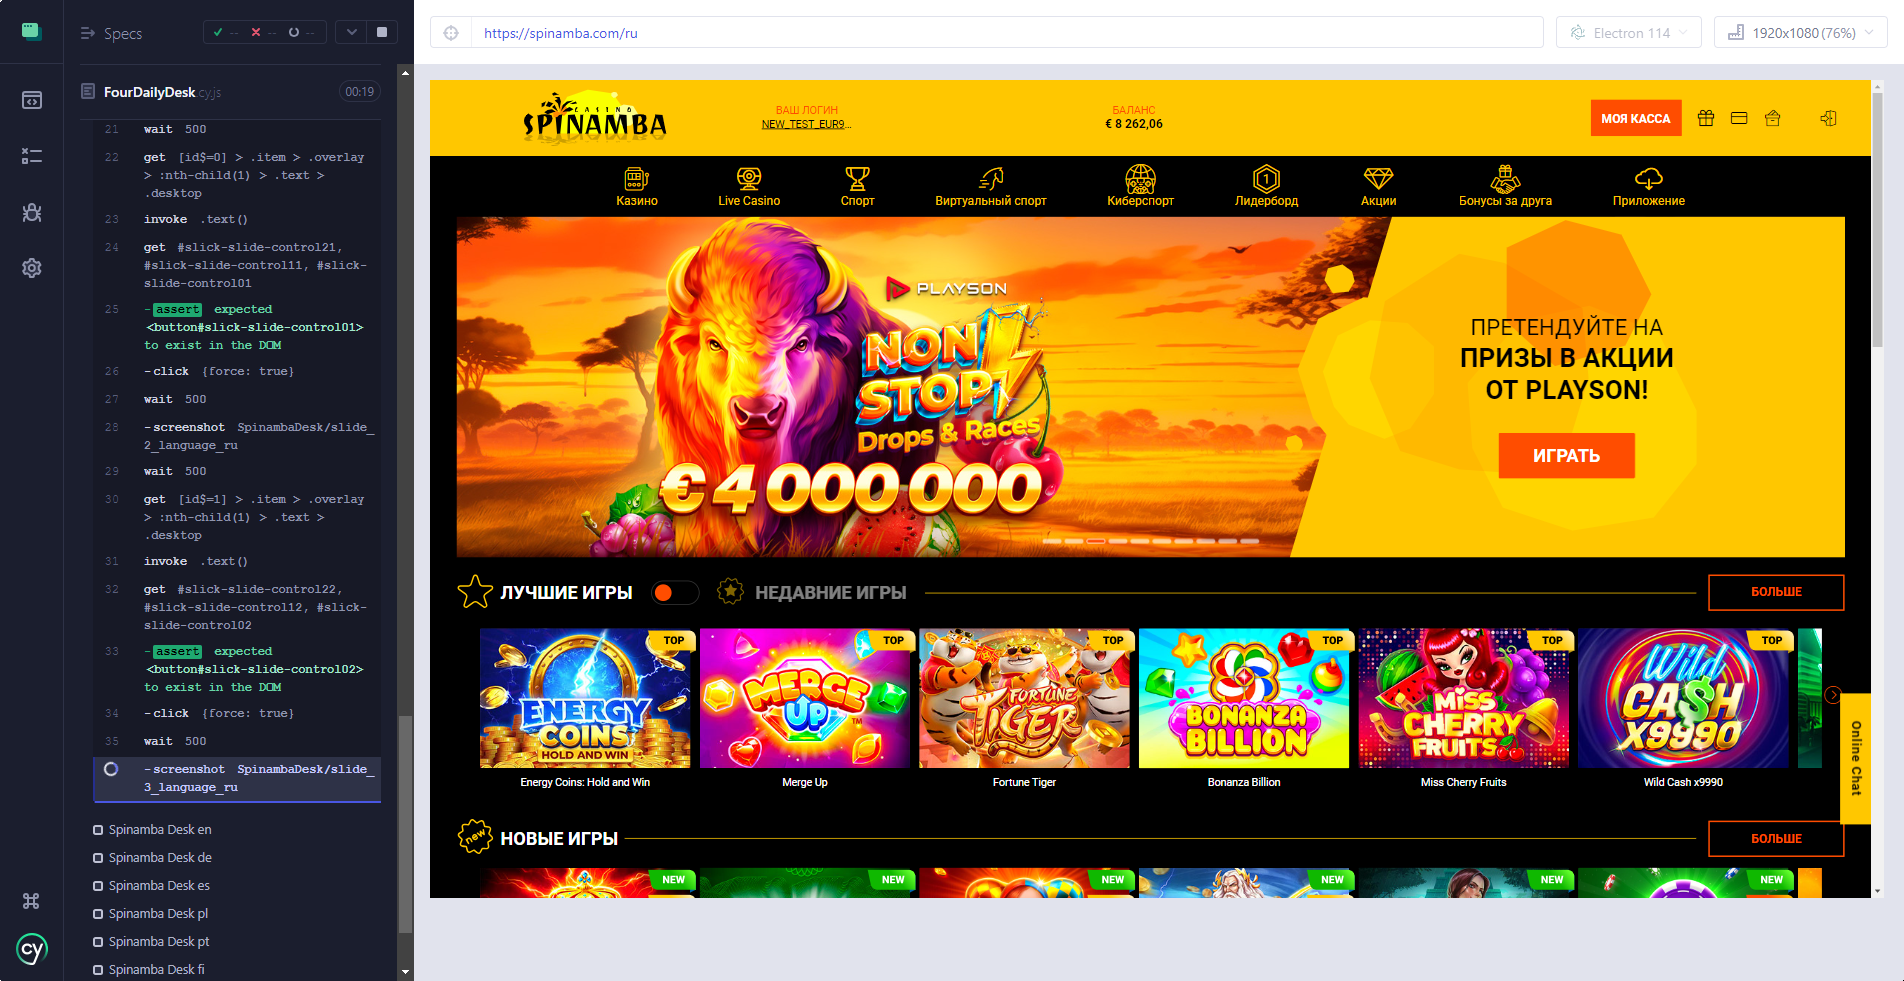 Specs
--
--
--
https://spinamba.com/ru
Electron 114
1920x1080 (76%)
FourDailyDesk.cy.js
00:19
21 wait 500
22 get [id$=0] > .item > .overlay
> :nth-child(1) > .text >
.desktop
23 invoke .text()
24 get #slick-slide-control21,
#slick-slide-control11, #slick-
slide-control01
25 -assert expected
<button#slick-slide-control01>
to exist in the DOM
26 -click {force: true}
27 wait 500
28 -screenshot SpinambaDesk/slide_
2_language_ru
29 wait 500
30 get [id$=1] > .item > .overlay
> :nth-child(1) > .text >
.desktop
31 invoke .text()
32 get #slick-slide-control22,
#slick-slide-control12, #slick-
slide-control02
33 -assert expected
<button#slick-slide-control02>
to exist in the DOM
34 -click {force: true}
35 wait 500
-screenshot SpinambaDesk/slide_
3_language_ru
Spinamba Desk en
Spinamba Desk de
Spinamba Desk es
Spinamba Desk pl
Spinamba Desk pt
Spinamba Desk fi
cy
CASINO
SPINAMBA
ВАШ ЛОГИН
NEW_TEST_EUR9...
БАЛАНС
€ 8 262,06
МОЯ КАССА
Казино
Live Casino
Спорт
Виртуальный спорт
Киберспорт
1
Лидерборд
Акции
Бонусы за друга
Приложение
PLAYSON
NON
STOP
Drops & Races
€ 4 000 000
ПРЕТЕНДУЙТЕ НА
ПРИЗЫ В АКЦИИ
ОТ PLAYSON!
ИГРАТЬ
ЛУЧШИЕ ИГРЫ
НЕДАВНИЕ ИГРЫ
БОЛЬШЕ
TOP
ENERGY
COINS
HOLD AND WIN
Energy Coins: Hold and Win
TOP
MERGE
UP™
Merge Up
TOP
FORTUNE
TIGER
Fortune Tiger
TOP
BONANZA
BILLION
Bonanza Billion
TOP
MISS
CHERRY
FRUITS
Miss Cherry Fruits
TOP
Wild
CA$H
X9990
Wild Cash x9990
Online Chat
new
НОВЫЕ ИГРЫ
БОЛЬШЕ
NEW
NEW
NEW
NEW
NEW
NEW